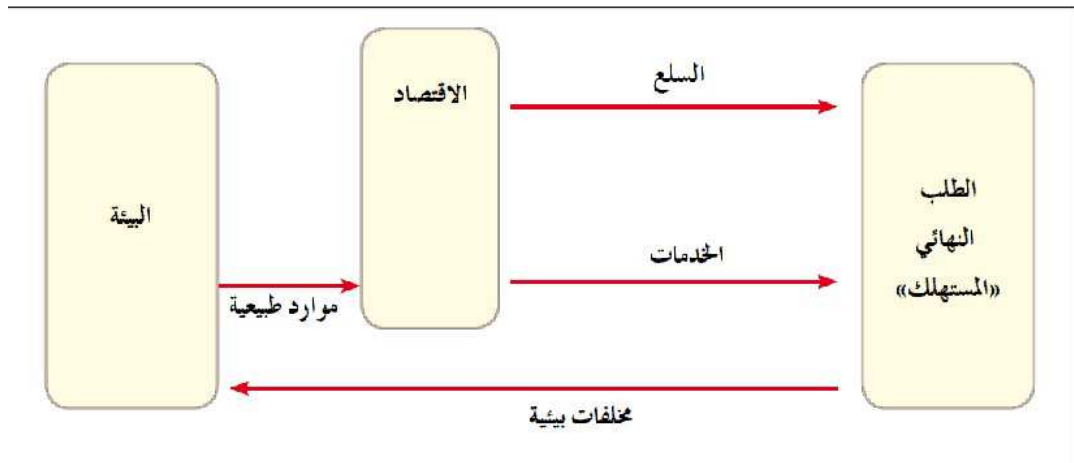 السلع
الاقتصاد
الطلب
النهائي
«المستهلك»
البيئة
الخدمات
موارد طبيعية
مخلفات بيئية